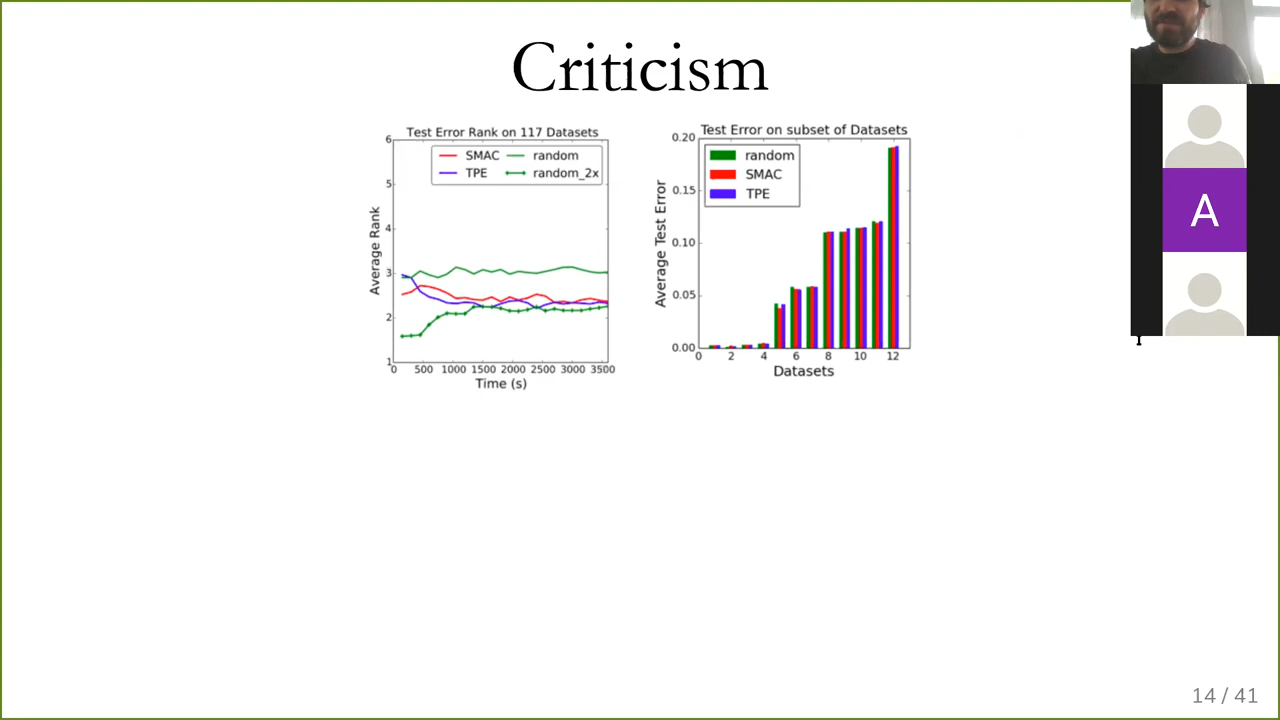 Criticism
Test Error Rank on 117 Datasets
SMAC
random
TPE
random_2x
Average Rank
6
5
4
3
2
1
0 500 1000 1500 2000 2500 3000 3500
Time (s)
Test Error on subset of Datasets
random
SMAC
TPE
Average Test Error
0.20
0.15
0.10
0.05
0.00
0 2 4 6 8 10 12
Datasets
A
14 / 41